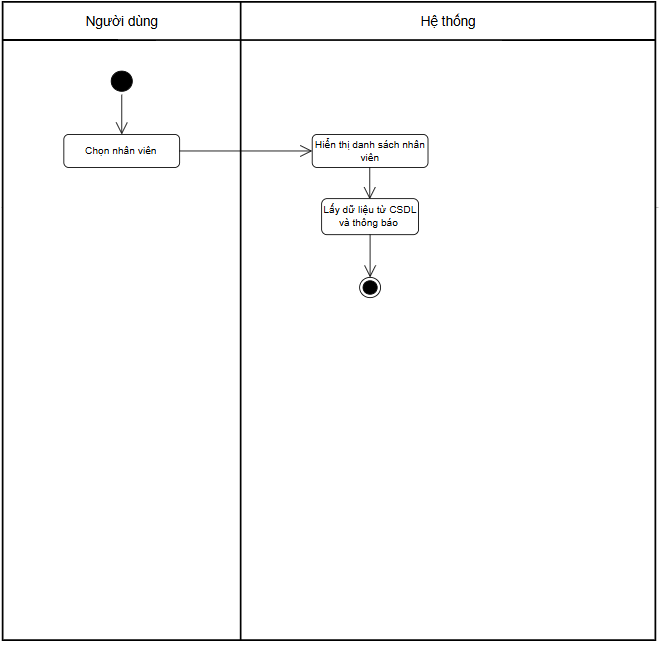 Người dùng
Hệ thống
Chọn nhân viên
Hiển thị danh sách nhân
viên
Lấy dữ liệu từ CSDL
và thông báo